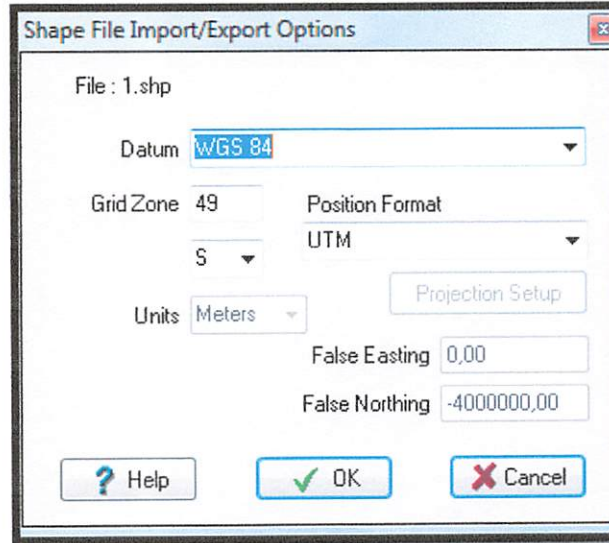 Shape File Import/Export Options
File : 1.shp
Datum WGS 84
Grid Zone 49
Position Format
S
UTM
Projection Setup
Units Meters
False Easting 0,00
False Northing -4000000,00
? Help
OK
Cancel